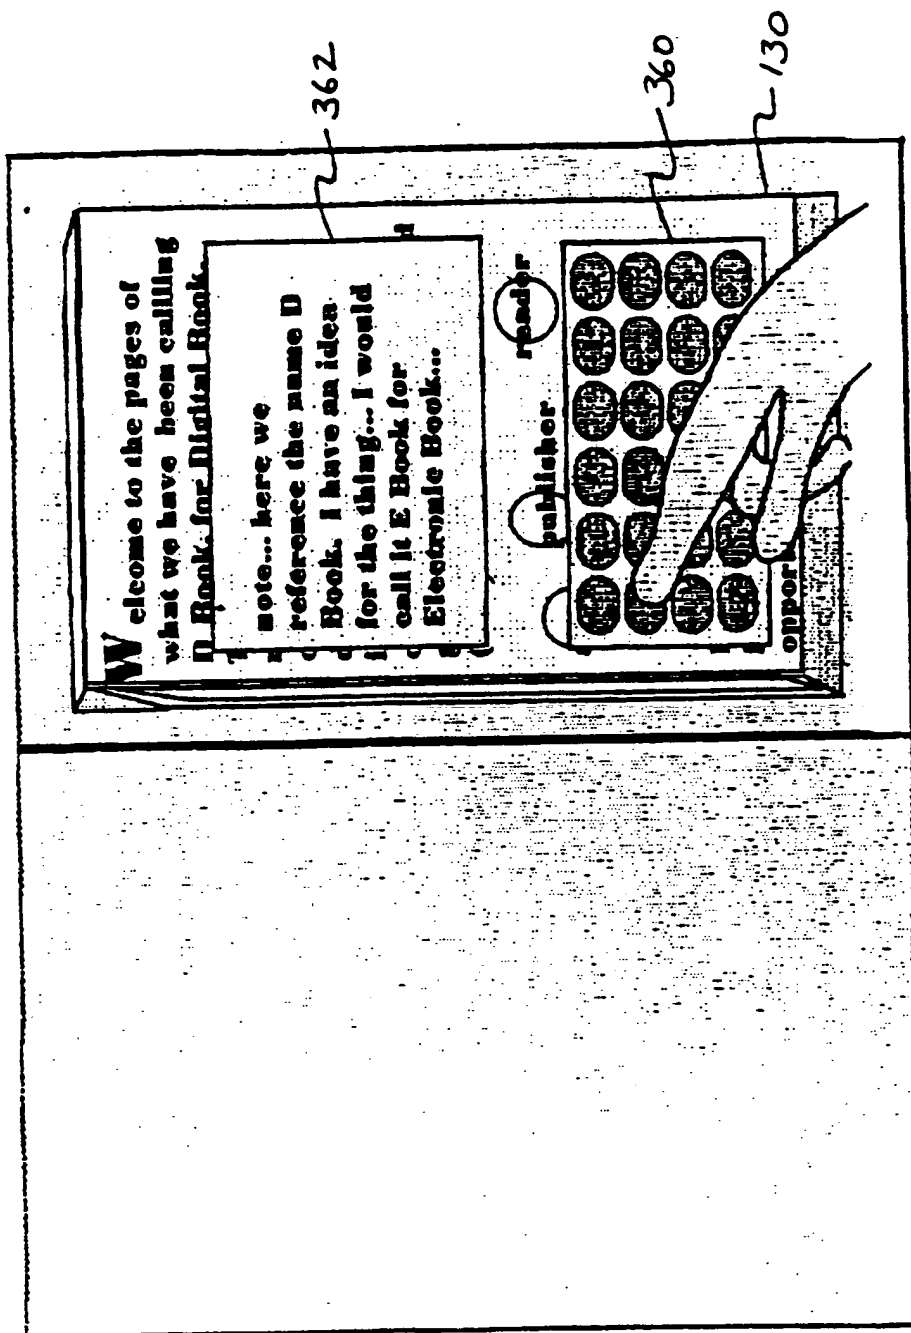 Welcome to the pages of
what we have been callling
D Book, for Digital Book.
note... here we
reference the name D
Book. I have an idea
for the thing... I would
call it E Book for
Electronic Book...
publisher reader
oppor
362
360
130